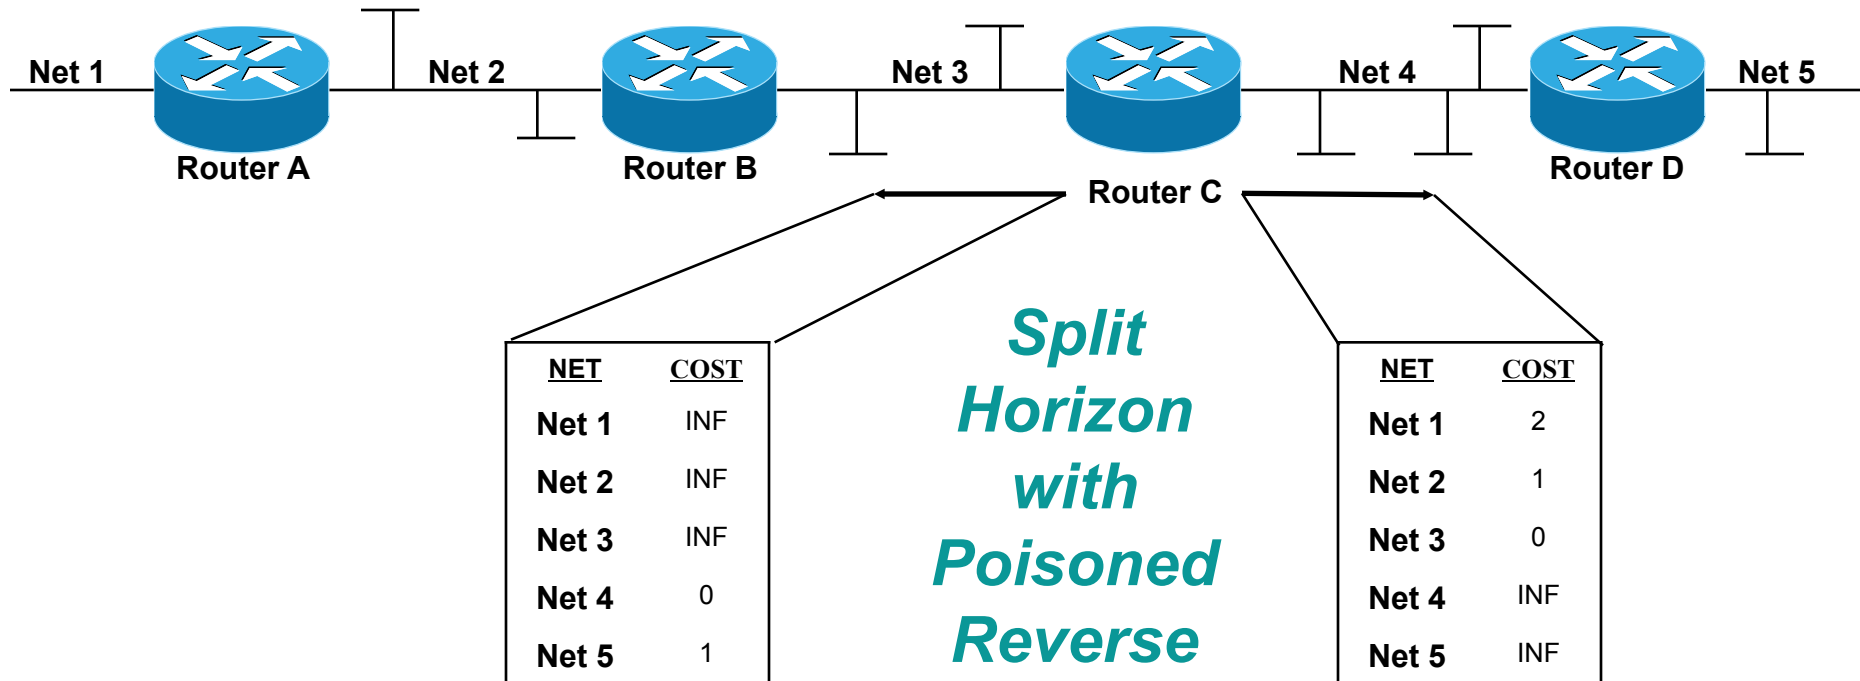 Net 1
Net 2
Net 3
Net 4
Net 5
Router A
Router B
Router C
Router D
NET COST
Net 1 INF
Net 2 INF
Net 3 INF
Net 4 0
Net 5 1
Split
Horizon
with
Poisoned
Reverse
NET COST
Net 1 2
Net 2 1
Net 3 0
Net 4 INF
Net 5 INF